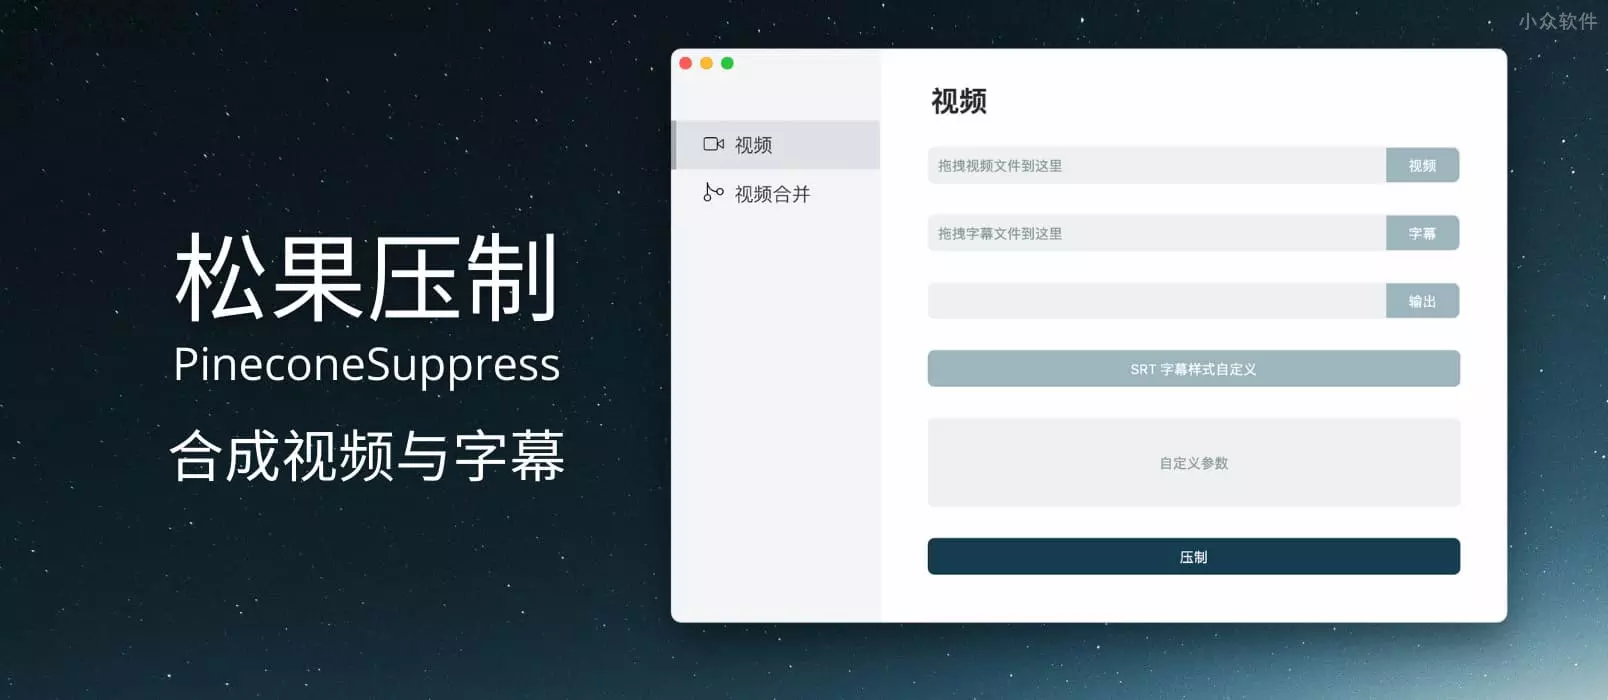 小众软件
松果压制
PineconeSuppress
合成视频与字幕
视频
视频合并
视频
拖拽视频文件到这里 视频
拖拽字幕文件到这里 字幕
输出
SRT 字幕样式自定义
自定义参数
压制